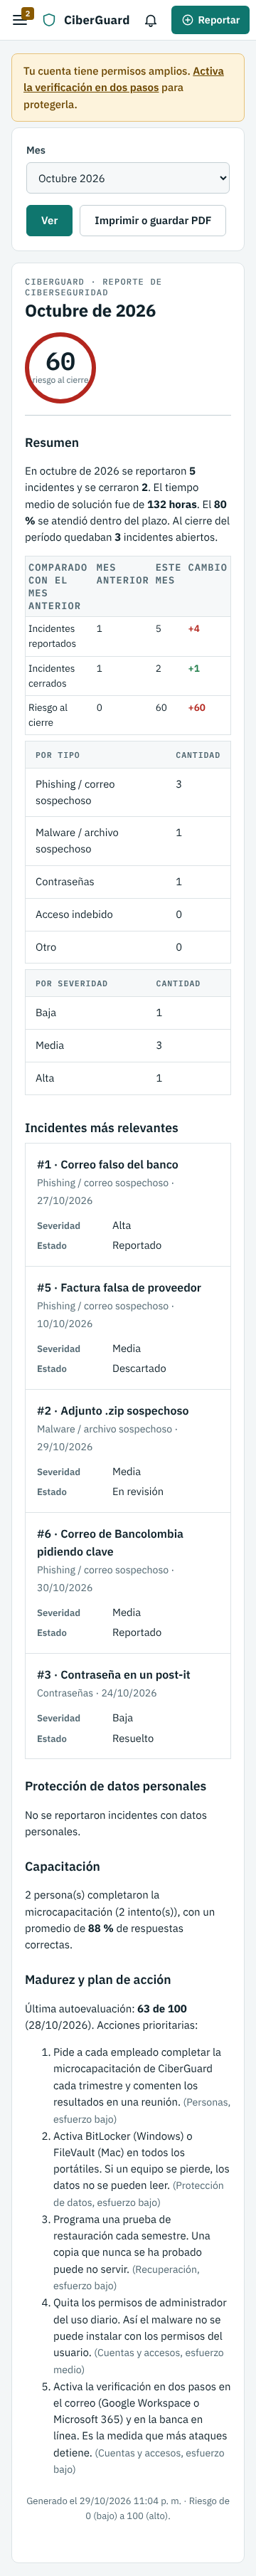 2
CiberGuard
Reportar
Tu cuenta tiene permisos amplios. Activa
la verificación en dos pasos para
protegerla.
Mes
Octubre 2026
Ver
Imprimir o guardar PDF
CIBERGUARD · REPORTE DE
CIBERSEGURIDAD
Octubre de 2026
60
riesgo al cierre
Resumen
En octubre de 2026 se reportaron 5
incidentes y se cerraron 2. El tiempo
medio de solución fue de 132 horas. El 80
% se atendió dentro del plazo. Al cierre del
período quedaban 3 incidentes abiertos.
COMPARADO CON EL MES ANTERIOR MES ANTERIOR ESTE MES CAMBIO
Incidentes reportados 1 5 +4
Incidentes cerrados 1 2 +1
Riesgo al cierre 0 60 +60
POR TIPO CANTIDAD
Phishing / correo sospechoso 3
Malware / archivo sospechoso 1
Contraseñas 1
Acceso indebido 0
Otro 0
POR SEVERIDAD CANTIDAD
Baja 1
Media 3
Alta 1
Incidentes más relevantes
#1 · Correo falso del banco
Phishing / correo sospechoso ·
27/10/2026
Severidad Alta
Estado Reportado
#5 · Factura falsa de proveedor
Phishing / correo sospechoso ·
10/10/2026
Severidad Media
Estado Descartado
#2 · Adjunto .zip sospechoso
Malware / archivo sospechoso ·
29/10/2026
Severidad Media
Estado En revisión
#6 · Correo de Bancolombia
pidiendo clave
Phishing / correo sospechoso ·
30/10/2026
Severidad Media
Estado Reportado
#3 · Contraseña en un post-it
Contraseñas · 24/10/2026
Severidad Baja
Estado Resuelto
Protección de datos personales
No se reportaron incidentes con datos
personales.
Capacitación
2 persona(s) completaron la
microcapacitación (2 intento(s)), con un
promedio de 88 % de respuestas
correctas.
Madurez y plan de acción
Última autoevaluación: 63 de 100
(28/10/2026). Acciones prioritarias:
1. Pide a cada empleado completar la
microcapacitación de CiberGuard
cada trimestre y comenten los
resultados en una reunión. (Personas,
esfuerzo bajo)
2. Activa BitLocker (Windows) o
FileVault (Mac) en todos los
portátiles. Si un equipo se pierde, los
datos no se pueden leer. (Protección
de datos, esfuerzo bajo)
3. Programa una prueba de
restauración cada semestre. Una
copia que nunca se ha probado
puede no servir. (Recuperación,
esfuerzo bajo)
4. Quita los permisos de administrador
del uso diario. Así el malware no se
puede instalar con los permisos del
usuario. (Cuentas y accesos, esfuerzo
medio)
5. Activa la verificación en dos pasos en
el correo (Google Workspace o
Microsoft 365) y en la banca en
línea. Es la medida que más ataques
detiene. (Cuentas y accesos, esfuerzo
bajo)
Generado el 29/10/2026 11:04 p. m. · Riesgo de
0 (bajo) a 100 (alto).